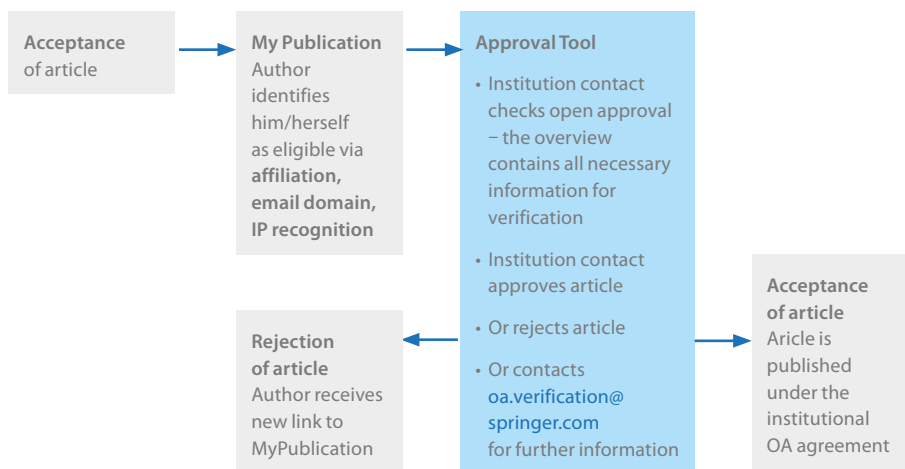 Acceptance
of article
My Publication
Author
identifies
him/herself
as eligible via
affiliation,
email domain,
IP recognition
Approval Tool
• Institution contact
checks open approval
– the overview
contains all necessary
information for
verification
• Institution contact
approves article
• Or rejects article
• Or contacts
oa.verification@
springer.com
for further information
Rejection
of article
Author receives
new link to
MyPublication
Acceptance
of article
Aricle is
published
under the
institutional
OA agreement